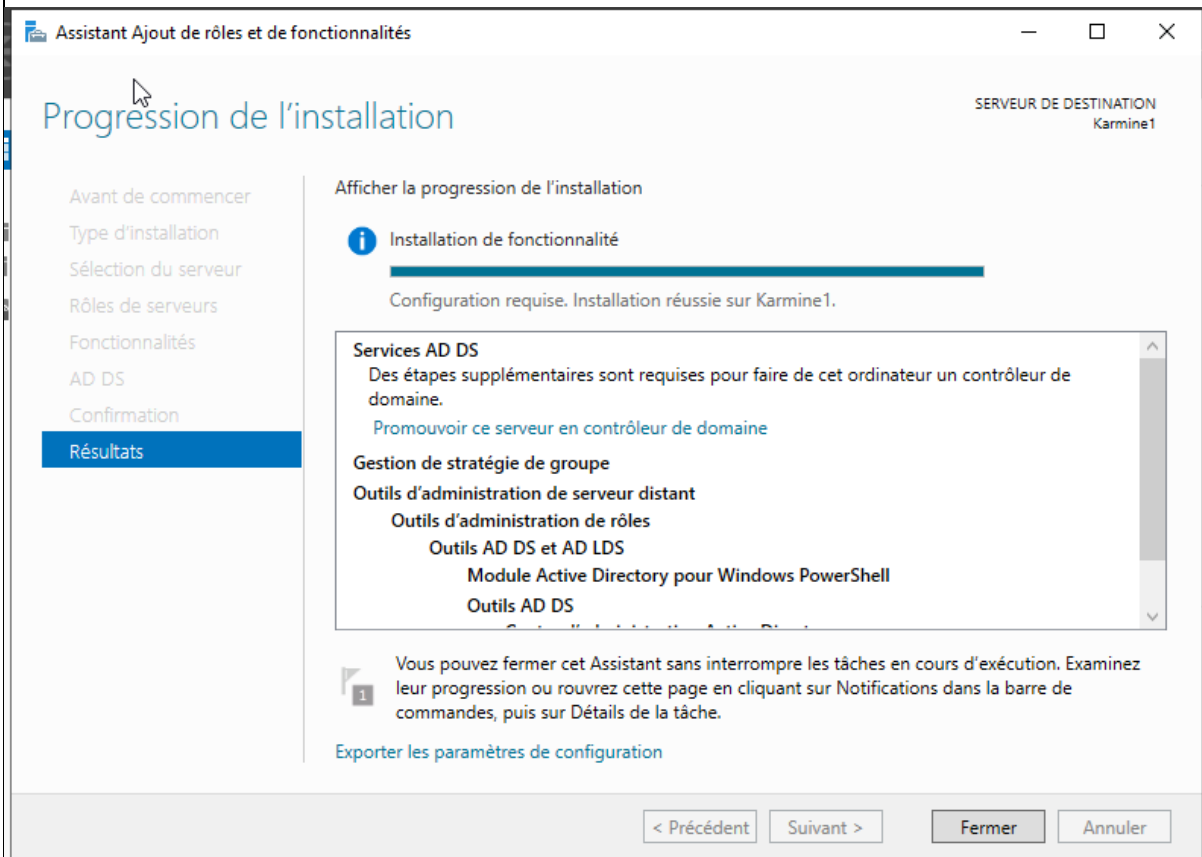 Assistant Ajout de rôles et de fonctionnalités
Progression de l'installation
SERVEUR DE DESTINATION
Karmine1
Avant de commencer
Type d'installation
Sélection du serveur
Rôles de serveurs
Fonctionnalités
AD DS
Confirmation
Résultats
Afficher la progression de l'installation
Installation de fonctionnalité
Configuration requise. Installation réussie sur Karmine1.
Services AD DS
Des étapes supplémentaires sont requises pour faire de cet ordinateur un contrôleur de
domaine.
Promouvoir ce serveur en contrôleur de domaine
Gestion de stratégie de groupe
Outils d'administration de serveur distant
Outils d'administration de rôles
Outils AD DS et AD LDS
Module Active Directory pour Windows PowerShell
Outils AD DS
1
Vous pouvez fermer cet Assistant sans interrompre les tâches en cours d'exécution. Examinez
leur progression ou rouvrez cette page en cliquant sur Notifications dans la barre de
commandes, puis sur Détails de la tâche.
Exporter les paramètres de configuration
< Précédent
Suivant >
Fermer
Annuler